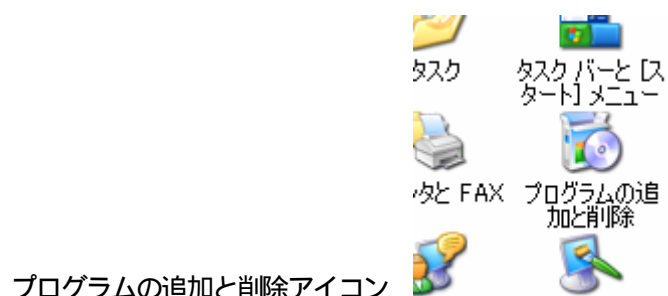 タスク
タスク バーと [ス
タート] メニュー
タと FAX
プログラムの追
加と削除
プログラムの追加と削除アイコン